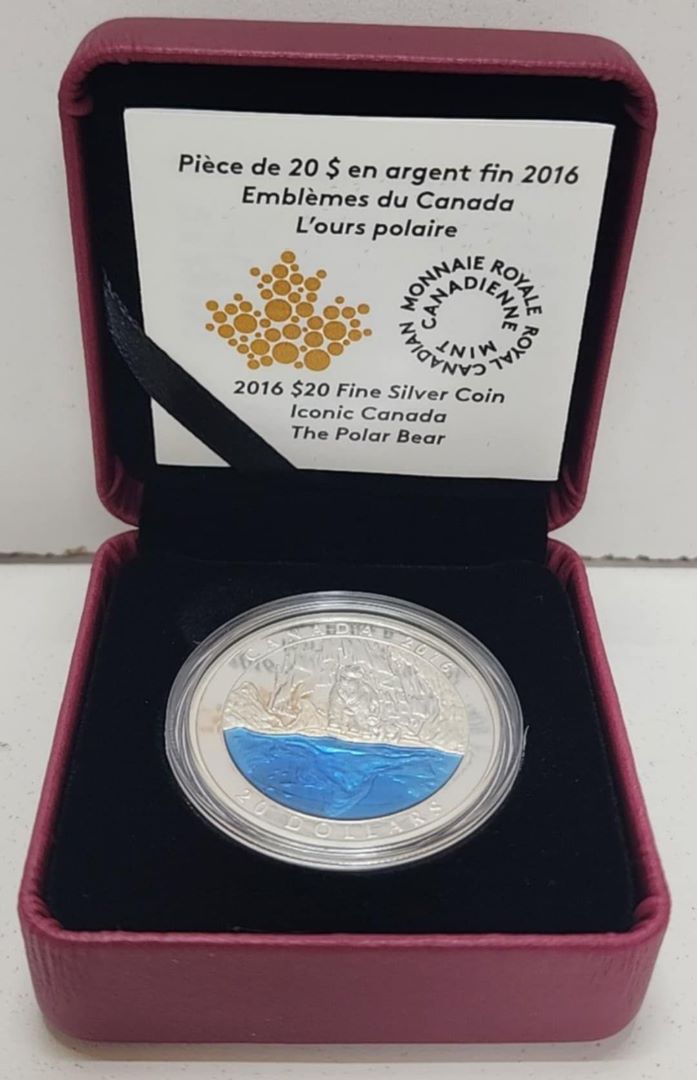 Pièce de 20 $ en argent fin 2016
Emblèmes du Canada
L'ours polaire
MONNAIE ROYALE CANADIENNE
ROYAL CANADIAN MINT
2016 $20 Fine Silver Coin
Iconic Canada
The Polar Bear
CANADA 2016
20 DOLLARS